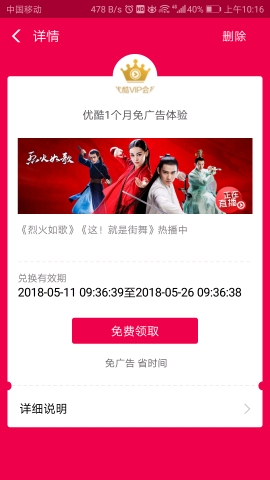 中国移动
478 B/s
40%
上午10:16
详情
删除
优酷VIP会员
优酷1个月免广告体验
烈火如歌
正在直播
《烈火如歌》《这！就是街舞》热播中
兑换有效期
2018-05-11 09:36:39至2018-05-26 09:36:38
免费领取
免广告 省时间
详细说明